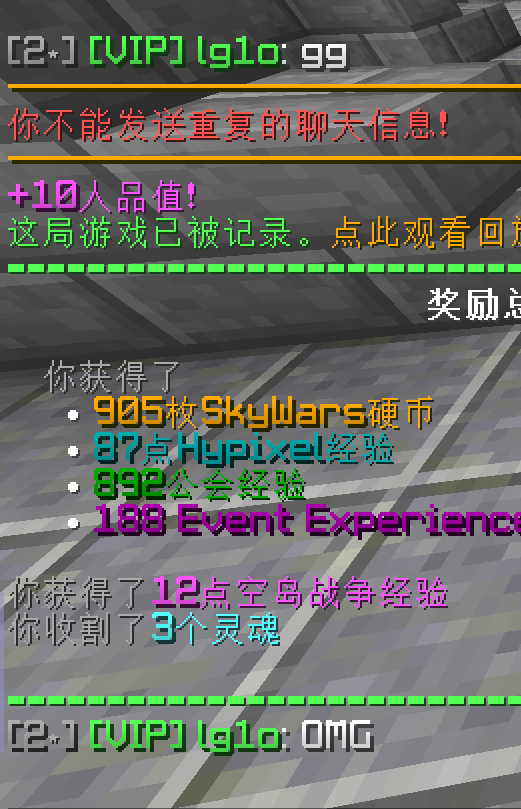 [2⋆] [VIP] lg1o: gg
你不能发送重复的聊天信息!
+10人品值!
这局游戏已被记录。点此观看回放
奖励总
你获得了
• 905枚SkyWars硬币
• 87点Hypixel经验
• 892公会经验
• 188 Event Experience
你获得了12点空岛战争经验
你收割了3个灵魂
[2⋆] [VIP] lg1o: OMG